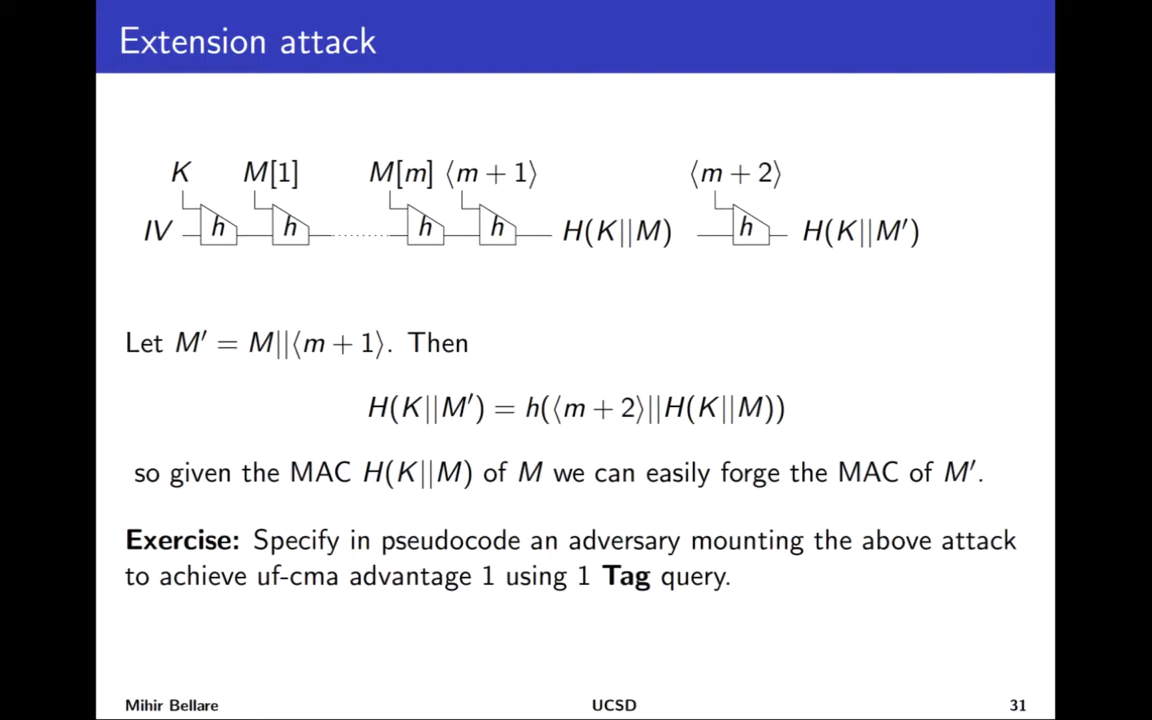 Extension attack
K M[1] M[m] ⟨m + 1⟩ ⟨m + 2⟩
IV h h h h H(K||M) h H(K||M′)
Let M′ = M||⟨m + 1⟩. Then
H(K||M′) = h(⟨m + 2⟩||H(K||M))
so given the MAC H(K||M) of M we can easily forge the MAC of M′.
Exercise: Specify in pseudocode an adversary mounting the above attack
to achieve uf-cma advantage 1 using 1 Tag query.
Mihir Bellare UCSD 31